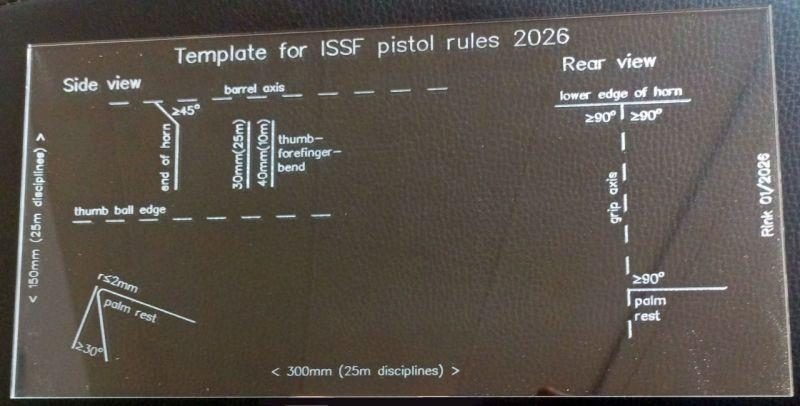 Template for ISSF pistol rules 2026
Side view
barrel axis
≥45°
end of horn
30mm(25m)
40mm(10m)
thumb-
forefinger-
bend
thumb ball edge
< 150mm (25m disciplines) >
r≤2mm
palm rest
≥30°
< 300mm (25m disciplines) >
Rear view
lower edge of horn
≥90° ≥90°
grip axis
≥90°
palm
rest
Rink 01/2026